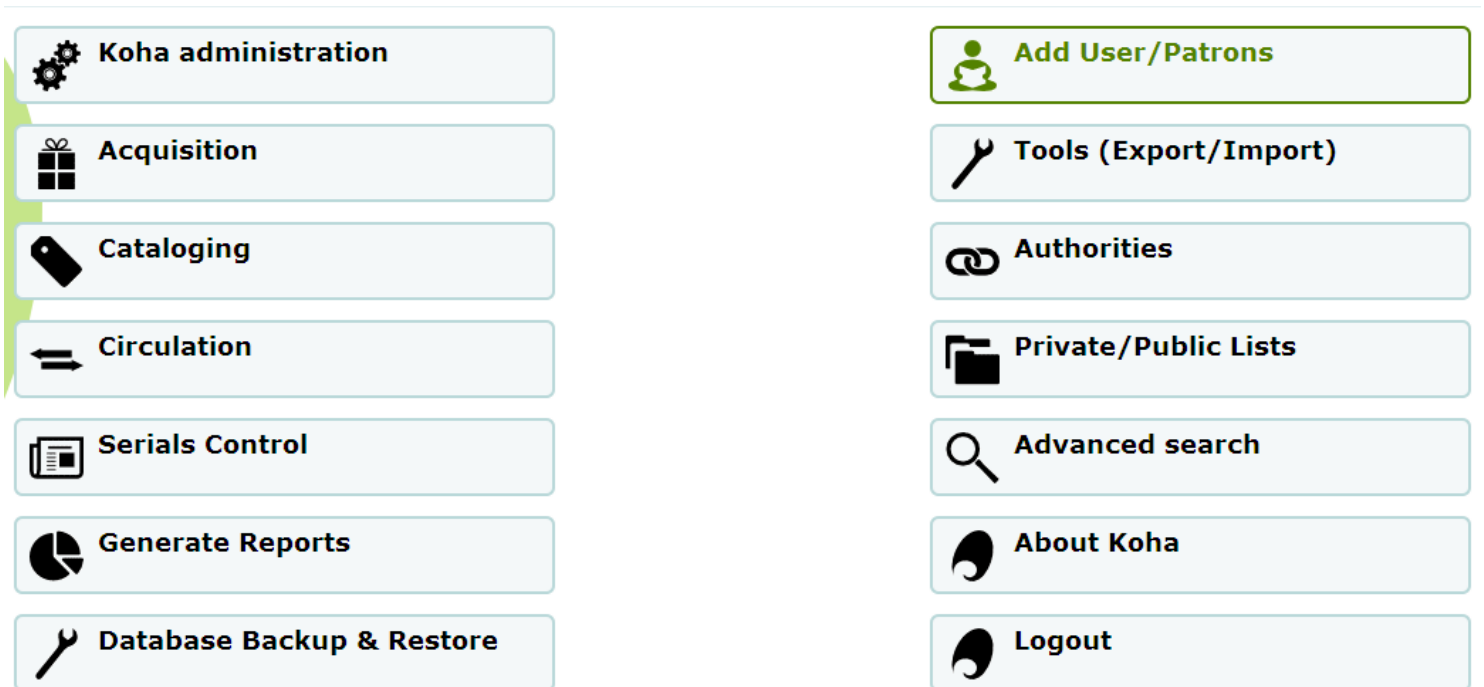 Koha administration
Acquisition
Cataloging
Circulation
Serials Control
Generate Reports
Database Backup & Restore
Add User/Patrons
Tools (Export/Import)
Authorities
Private/Public Lists
Advanced search
About Koha
Logout